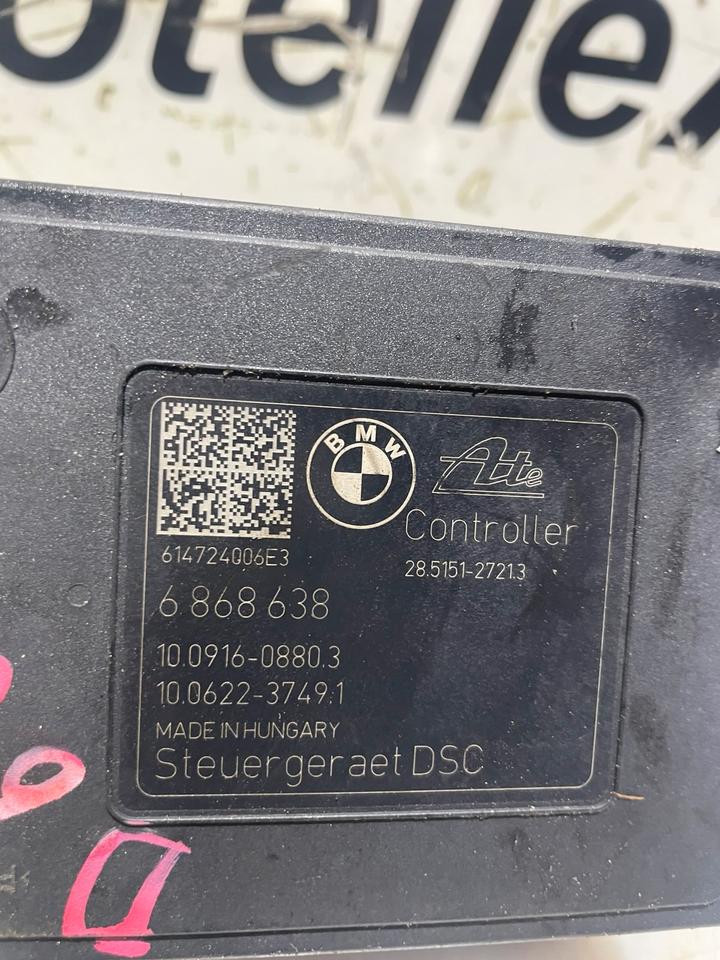 BMW
Ate
Controller
614724006E3
28.5151-2721.3
6 868 638
10.0916-0880.3
10.0622-3749.1
MADE IN HUNGARY
Steuergeraet DSC